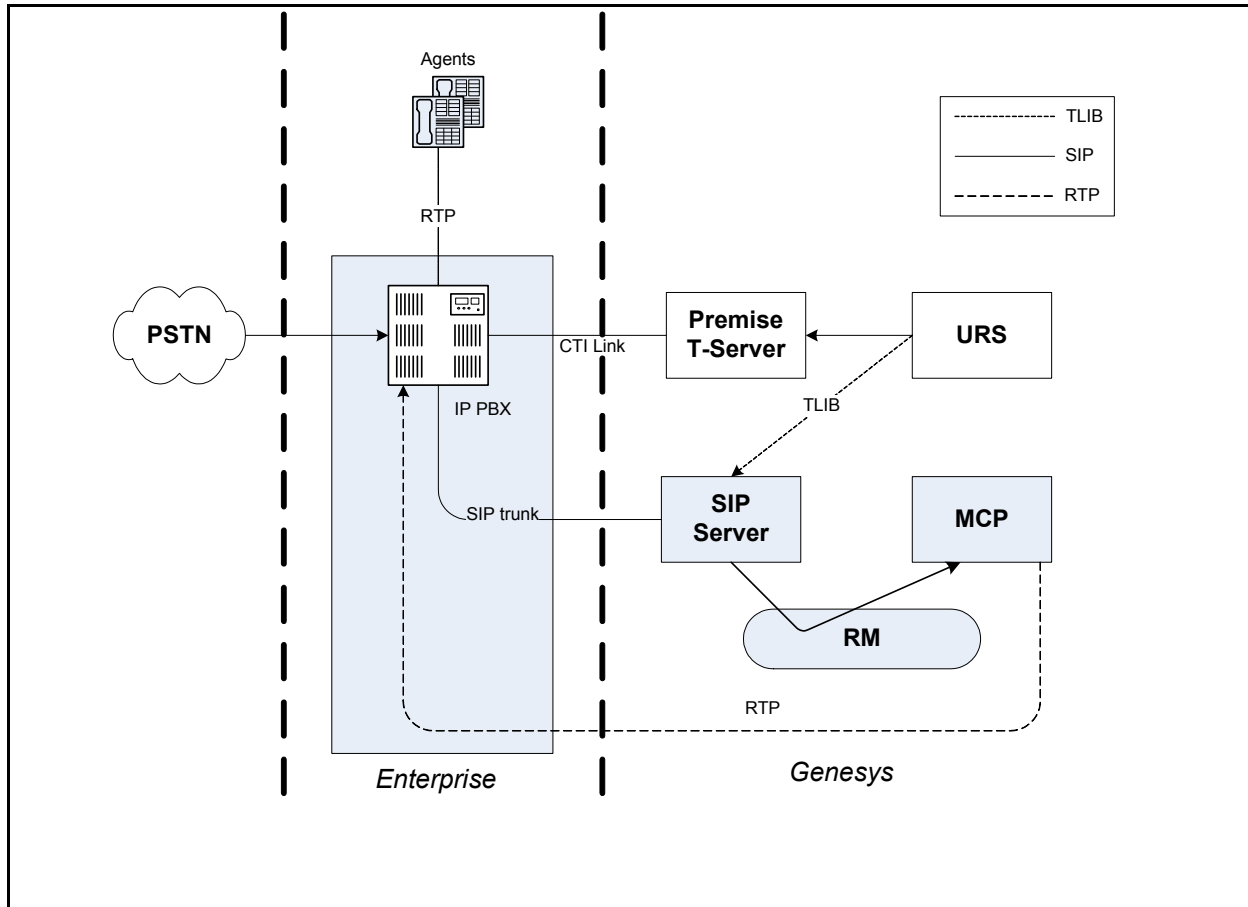 Agents
TLIB
SIP
RTP
RTP
PSTN
Premise
T-Server
URS
CTI Link
IP PBX
TLIB
SIP
Server
MCP
SIP trunk
RM
RTP
Enterprise
Genesys